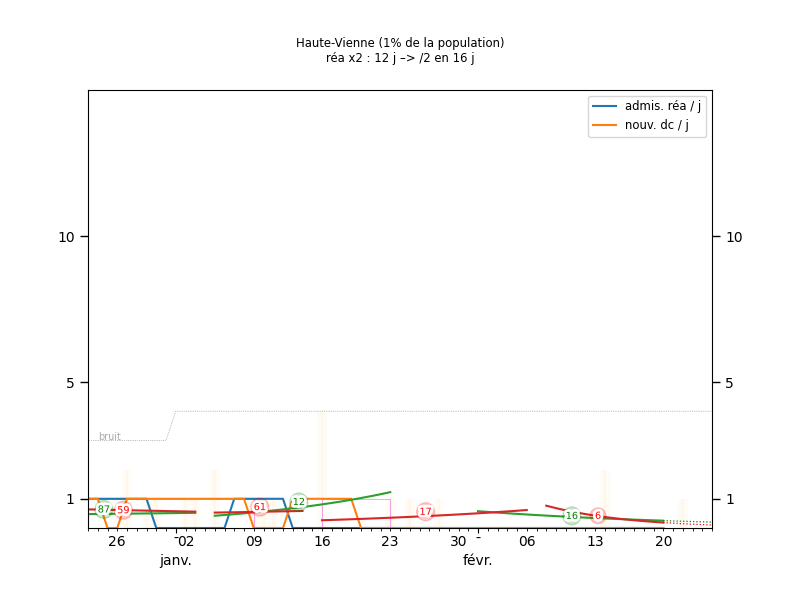 Haute-Vienne (1% de la population)
réa x2 : 12 j –> /2 en 16 j
admis. réa / j
nouv. dc / j
10 10
5 5
bruit
1 1
87 59 61 12 17 16 6
26 02 09 16 23 30 06 13 20
janv. févr.